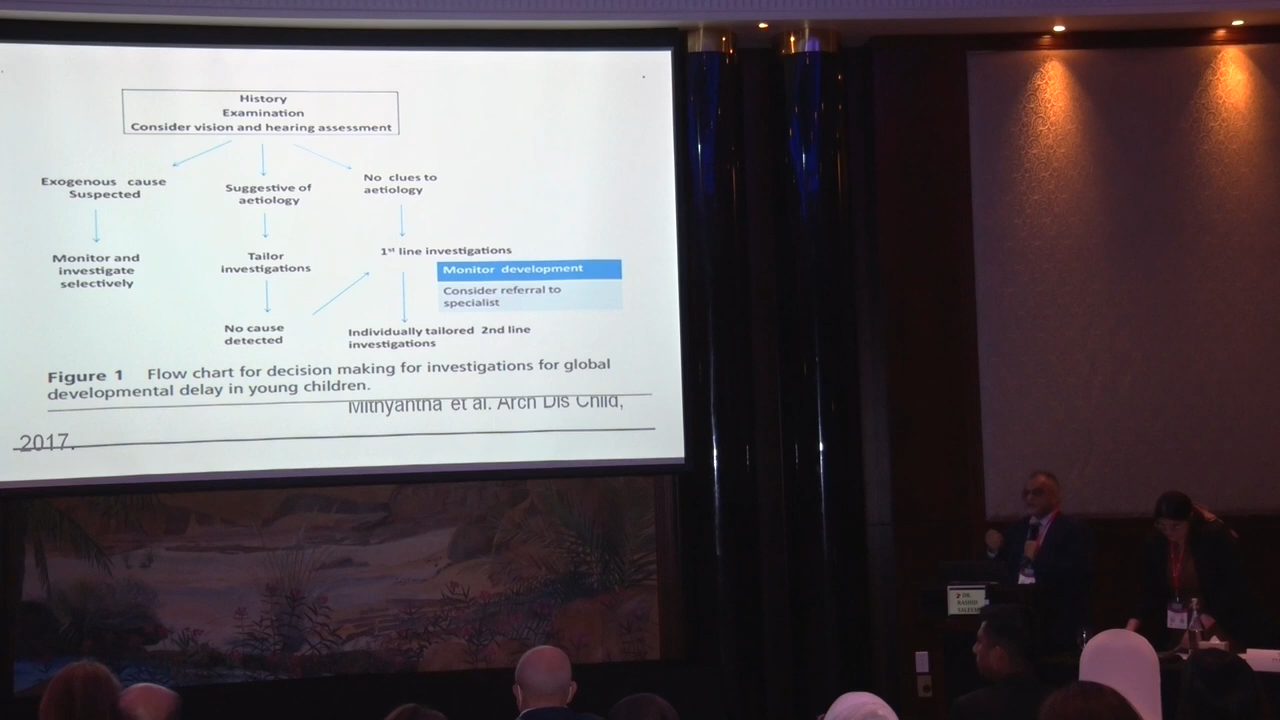 History
Examination
Consider vision and hearing assessment
Exogenous cause
Suspected
Suggestive of
aetiology
No clues to
aetiology
Monitor and
investigate
selectively
Tailor
investigations
1st line investigations
Monitor development
Consider referral to
specialist
No cause
detected
Individually tailored 2nd line
investigations
Figure 1 Flow chart for decision making for investigations for global
developmental delay in young children.
Mithyantha et al. Arch Dis Child,
2017.
DR.